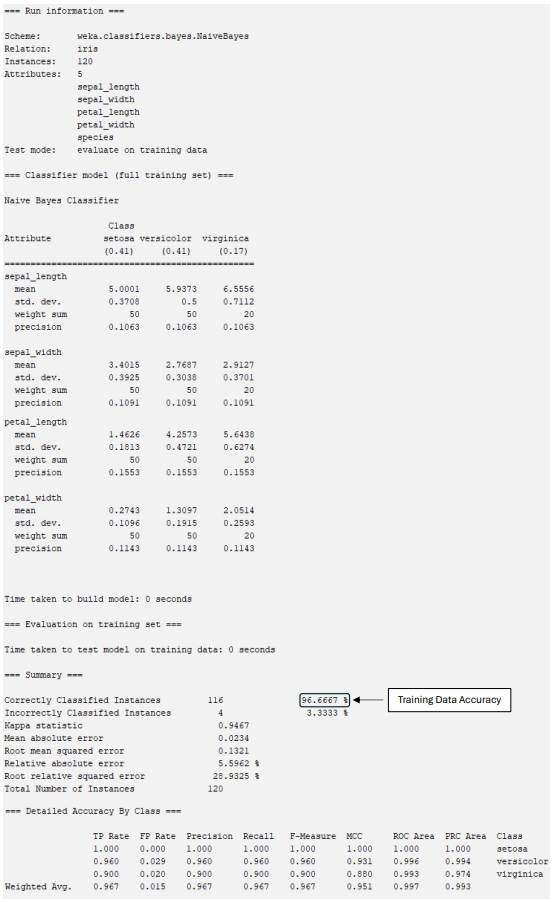 === Run information ===
Scheme: weka.classifiers.bayes.NaiveBayes
Relation: iris
Instances: 120
Attributes: 5
sepal_length
sepal_width
petal_length
petal_width
species
Test mode: evaluate on training data
=== Classifier model (full training set) ===
Naive Bayes Classifier
Class
Attribute setosa versicolor virginica
(0.41) (0.41) (0.17)
=================================================
sepal_length
mean 5.0001 5.9373 6.5556
std. dev. 0.3708 0.5 0.7112
weight sum 50 50 20
precision 0.1063 0.1063 0.1063
sepal_width
mean 3.4015 2.7687 2.9127
std. dev. 0.3925 0.3038 0.3701
weight sum 50 50 20
precision 0.1091 0.1091 0.1091
petal_length
mean 1.4626 4.2573 5.6438
std. dev. 0.1813 0.4721 0.6274
weight sum 50 50 20
precision 0.1553 0.1553 0.1553
petal_width
mean 0.2743 1.3097 2.0514
std. dev. 0.1096 0.1915 0.2593
weight sum 50 50 20
precision 0.1143 0.1143 0.1143
Time taken to build model: 0 seconds
=== Evaluation on training set ===
Time taken to test model on training data: 0 seconds
=== Summary ===
Correctly Classified Instances 116 96.6667 % Training Data Accuracy
Incorrectly Classified Instances 4 3.3333 %
Kappa statistic 0.9467
Mean absolute error 0.0234
Root mean squared error 0.1321
Relative absolute error 5.5962 %
Root relative squared error 28.9325 %
Total Number of Instances 120
=== Detailed Accuracy By Class ===
TP Rate FP Rate Precision Recall F-Measure MCC ROC Area PRC Area Class
1.000 0.000 1.000 1.000 1.000 1.000 1.000 1.000 setosa
0.960 0.029 0.960 0.960 0.960 0.931 0.996 0.994 versicolor
0.900 0.020 0.900 0.900 0.900 0.880 0.993 0.974 virginica
Weighted Avg. 0.967 0.015 0.967 0.967 0.967 0.951 0.997 0.993